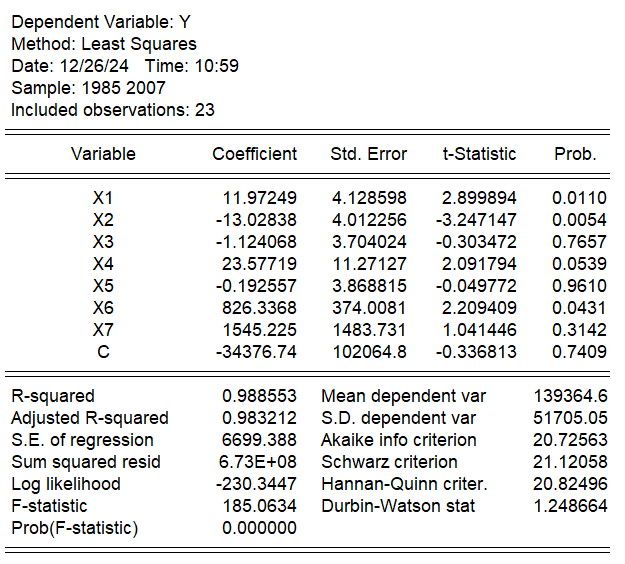 Dependent Variable: Y
Method: Least Squares
Date: 12/26/24 Time: 10:59
Sample: 1985 2007
Included observations: 23
Variable Coefficient Std. Error t-Statistic Prob.
X1 11.97249 4.128598 2.899894 0.0110
X2 -13.02838 4.012256 -3.247147 0.0054
X3 -1.124068 3.704024 -0.303472 0.7657
X4 23.57719 11.27127 2.091794 0.0539
X5 -0.192557 3.868815 -0.049772 0.9610
X6 826.3368 374.0081 2.209409 0.0431
X7 1545.225 1483.731 1.041446 0.3142
C -34376.74 102064.8 -0.336813 0.7409
R-squared 0.988553 Mean dependent var 139364.6
Adjusted R-squared 0.983212 S.D. dependent var 51705.05
S.E. of regression 6699.388 Akaike info criterion 20.72563
Sum squared resid 6.73E+08 Schwarz criterion 21.12058
Log likelihood -230.3447 Hannan-Quinn criter. 20.82496
F-statistic 185.0634 Durbin-Watson stat 1.248664
Prob(F-statistic) 0.000000